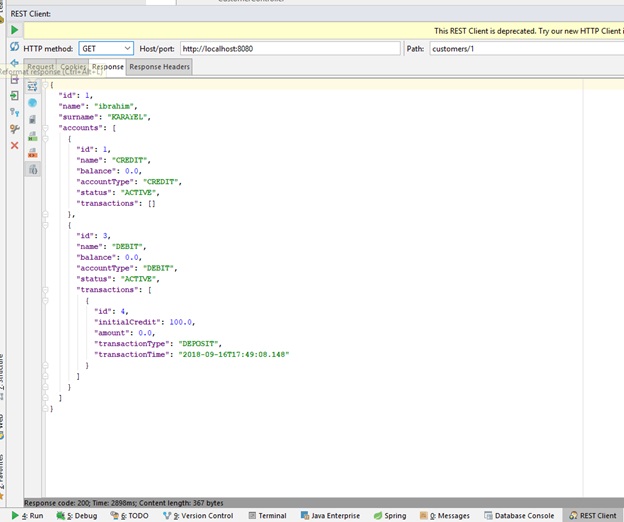 CustomerController
REST Client:
This REST Client is deprecated. Try our new HTTP Client i
HTTP method: GET Host/port: http://localhost:8080 Path: customers/1
Request Cookies Response Response Headers
Reformat response (Ctrl+Alt+L)
{
"id": 1,
"name": "ibrahim",
"surname": "KARAYEL",
"accounts": [
{
"id": 1,
"name": "CREDIT",
"balance": 0.0,
"accountType": "CREDIT",
"status": "ACTIVE",
"transactions": []
},
{
"id": 3,
"name": "DEBIT",
"balance": 0.0,
"accountType": "DEBIT",
"status": "ACTIVE",
"transactions": [
{
"id": 4,
"initialCredit": 100.0,
"amount": 0.0,
"transactionType": "DEPOSIT",
"transactionTime": "2018-09-16T17:49:08.148"
}
]
}
]
}
Structure
Web
Favorites
Response code: 200; Time: 2898ms; Content length: 367 bytes
4: Run 5: Debug 6: TODO 9: Version Control Terminal Java Enterprise Spring 0: Messages Database Console REST Client